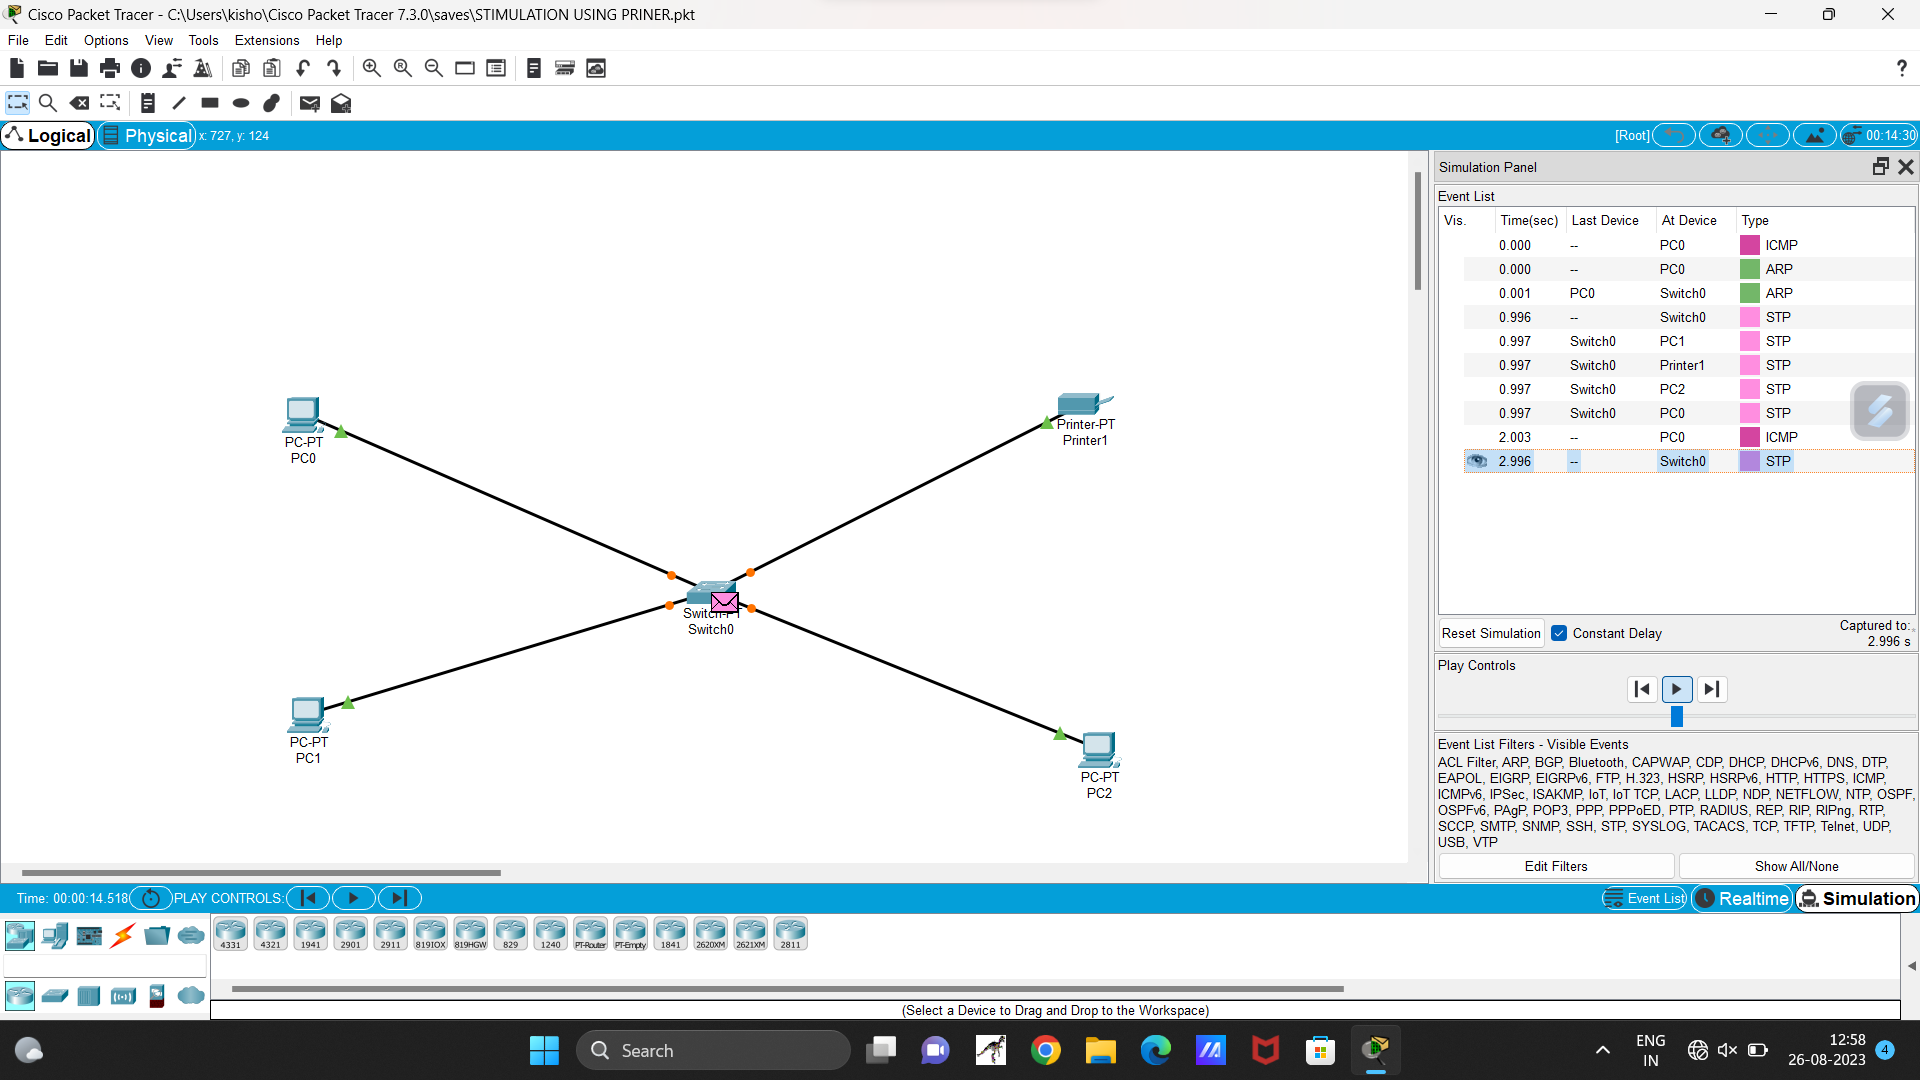 Cisco Packet Tracer - C:\Users\kisho\Cisco Packet Tracer 7.3.0\saves\STIMULATION USING PRINER.pkt
File Edit Options View Tools Extensions Help
?
Logical Physical x: 727, y: 124 [Root] 00:14:30
Simulation Panel
Event List
Vis. Time(sec) Last Device At Device Type
0.000 -- PC0 ICMP
0.000 -- PC0 ARP
0.001 PC0 Switch0 ARP
0.996 -- Switch0 STP
0.997 Switch0 PC1 STP
0.997 Switch0 Printer1 STP
0.997 Switch0 PC2 STP
0.997 Switch0 PC0 STP
2.003 -- PC0 ICMP
2.996 -- Switch0 STP
PC-PT
PC0
Printer-PT
Printer1
Switch-PT
Switch0
PC-PT
PC1
PC-PT
PC2
Reset Simulation Constant Delay Captured to:
2.996 s
Play Controls
Event List Filters - Visible Events
ACL Filter, ARP, BGP, Bluetooth, CAPWAP, CDP, DHCP, DHCPv6, DNS, DTP,
EAPOL, EIGRP, EIGRPv6, FTP, H.323, HSRP, HSRPv6, HTTP, HTTPS, ICMP,
ICMPv6, IPSec, ISAKMP, IoT, IoT TCP, LACP, LLDP, NDP, NETFLOW, NTP, OSPF,
OSPFv6, PAgP, POP3, PPP, PPPoED, PTP, RADIUS, REP, RIP, RIPng, RTP,
SCCP, SMTP, SNMP, SSH, STP, SYSLOG, TACACS, TCP, TFTP, Telnet, UDP,
USB, VTP
Edit Filters Show All/None
Time: 00:00:14.518 PLAY CONTROLS: Event List Realtime Simulation
4331 4321 1941 2901 2911 819IOX 819HGW 829 1240 PT-Router PT-Empty 1841 2620XM 2621XM 2811
(Select a Device to Drag and Drop to the Workspace)
Search
ENG
IN
12:58
26-08-2023
4